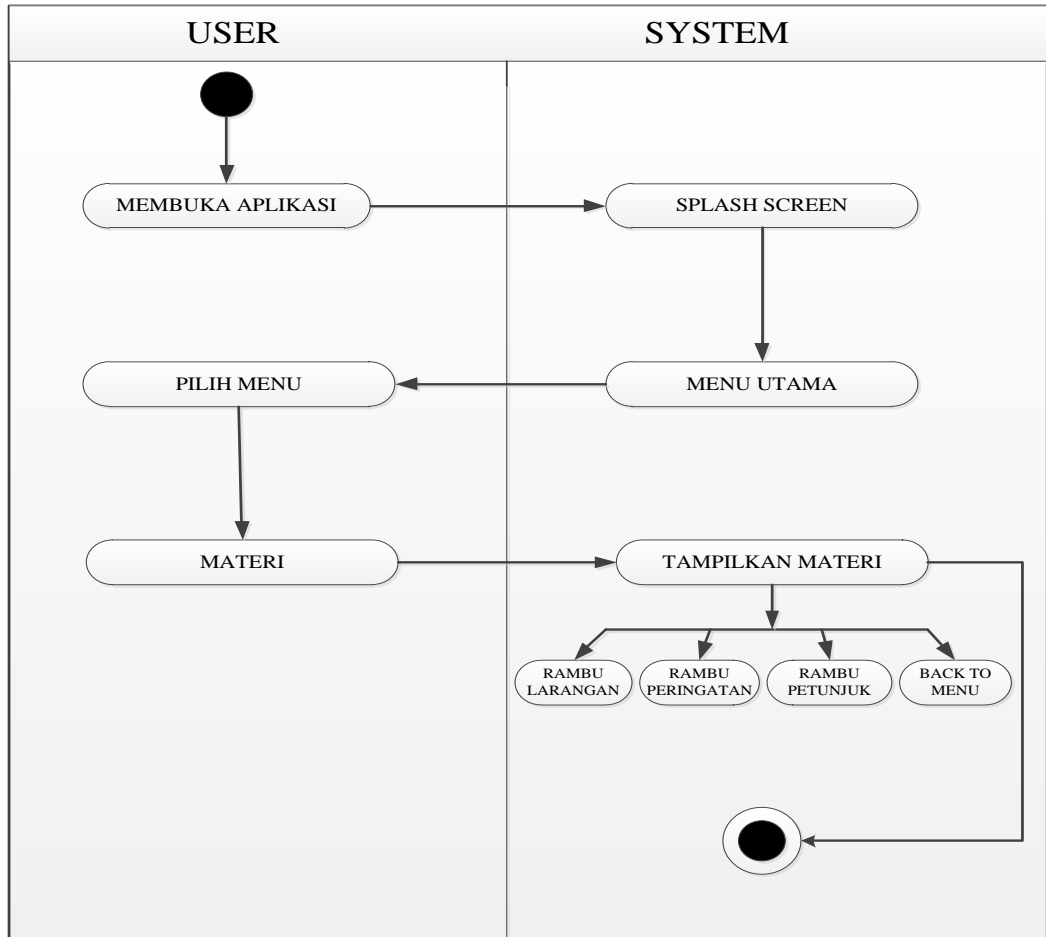 USER
SYSTEM
MEMBUKA APLIKASI
SPLASH SCREEN
PILIH MENU
MENU UTAMA
MATERI
TAMPILKAN MATERI
RAMBU
LARANGAN
RAMBU
PERINGATAN
RAMBU
PETUNJUK
BACK TO
MENU